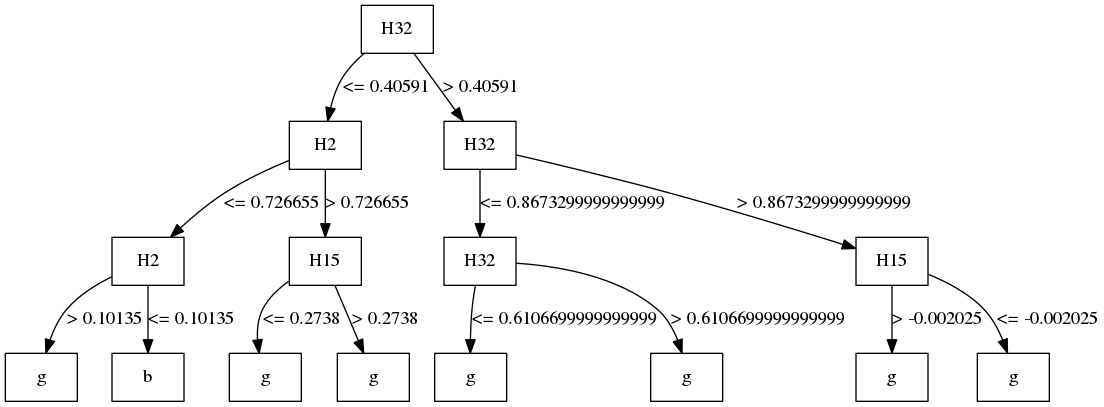 H32
<= 0.40591
> 0.40591
H2
H32
<= 0.726655
> 0.726655
<= 0.8673299999999999
> 0.8673299999999999
H2
H15
H32
H15
> 0.10135
<= 0.10135
<= 0.2738
> 0.2738
<= 0.6106699999999999
> 0.6106699999999999
> -0.002025
<= -0.002025
g
b
g
g
g
g
g
g